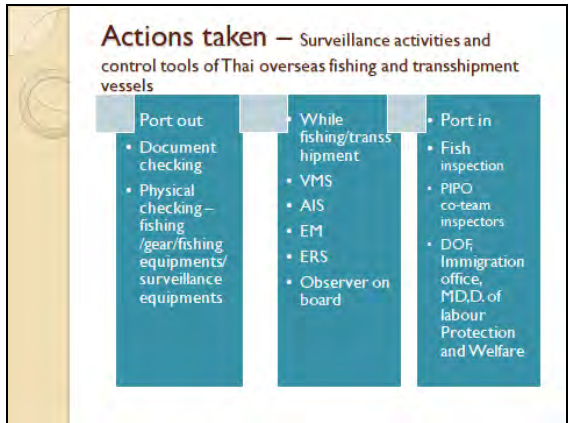 Actions taken – Surveillance activities and
control tools of Thai overseas fishing and transshipment
vessels
Port out
• Document
checking
• Physical
checking –
fishing
/gear/fishing
equipments/
surveillance
equipments
• While
fishing/transs
hipment
• VMS
• AIS
• EM
• ERS
• Observer on
board
• Port in
• Fish
inspection
• PIPO
co-team
inspectors
• DOF,
Immigration
office,
MD,D. of
labour
Protection
and Welfare